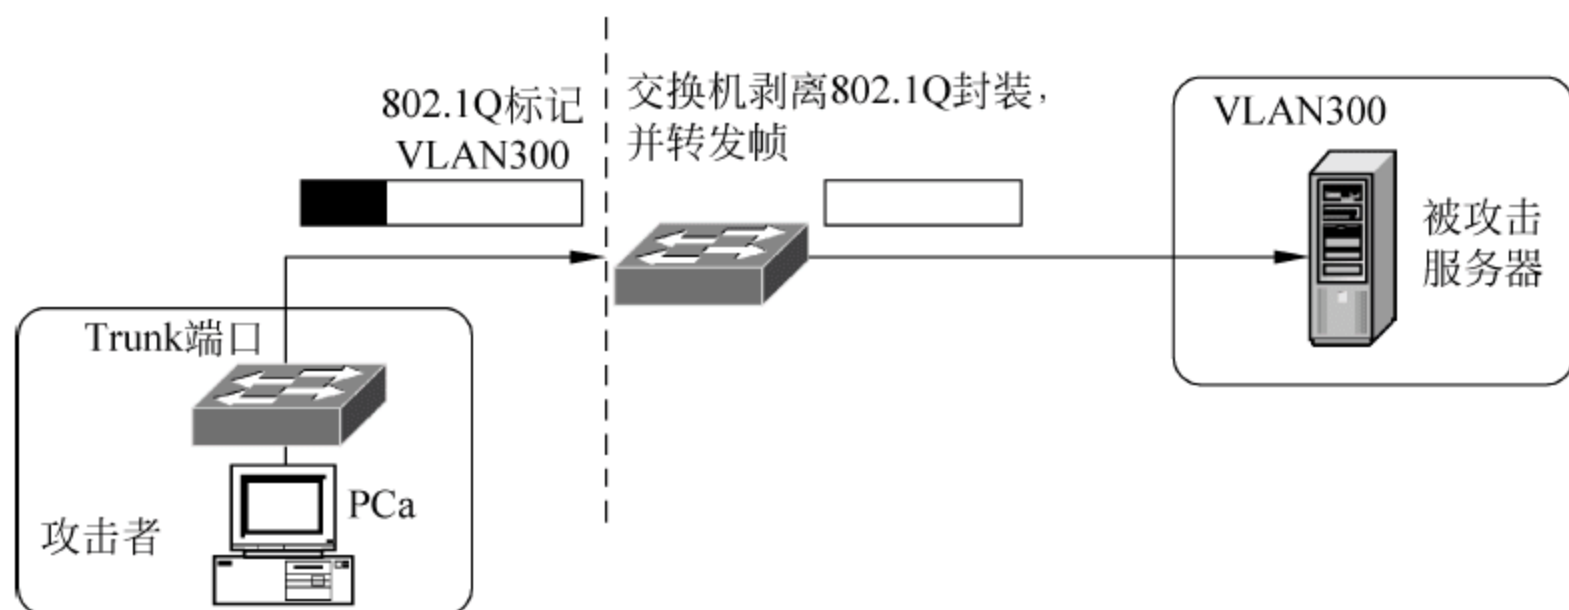 802.1Q标记
VLAN300
交换机剥离802.1Q封装，
并转发帧
VLAN300
被攻击
服务器
Trunk端口
PCa
攻击者